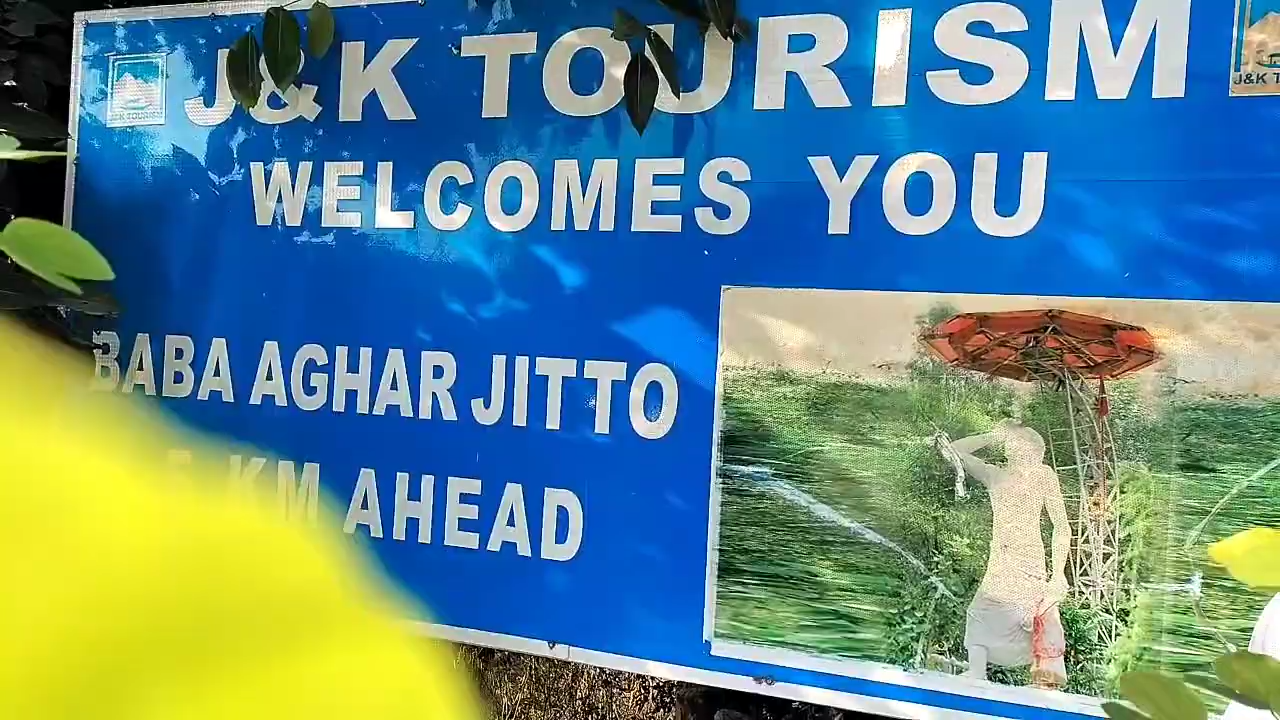 J&K TOURISM
WELCOMES YOU
BABA AGHAR JITTO
KM AHEAD
J&K TOURISM
J&K T